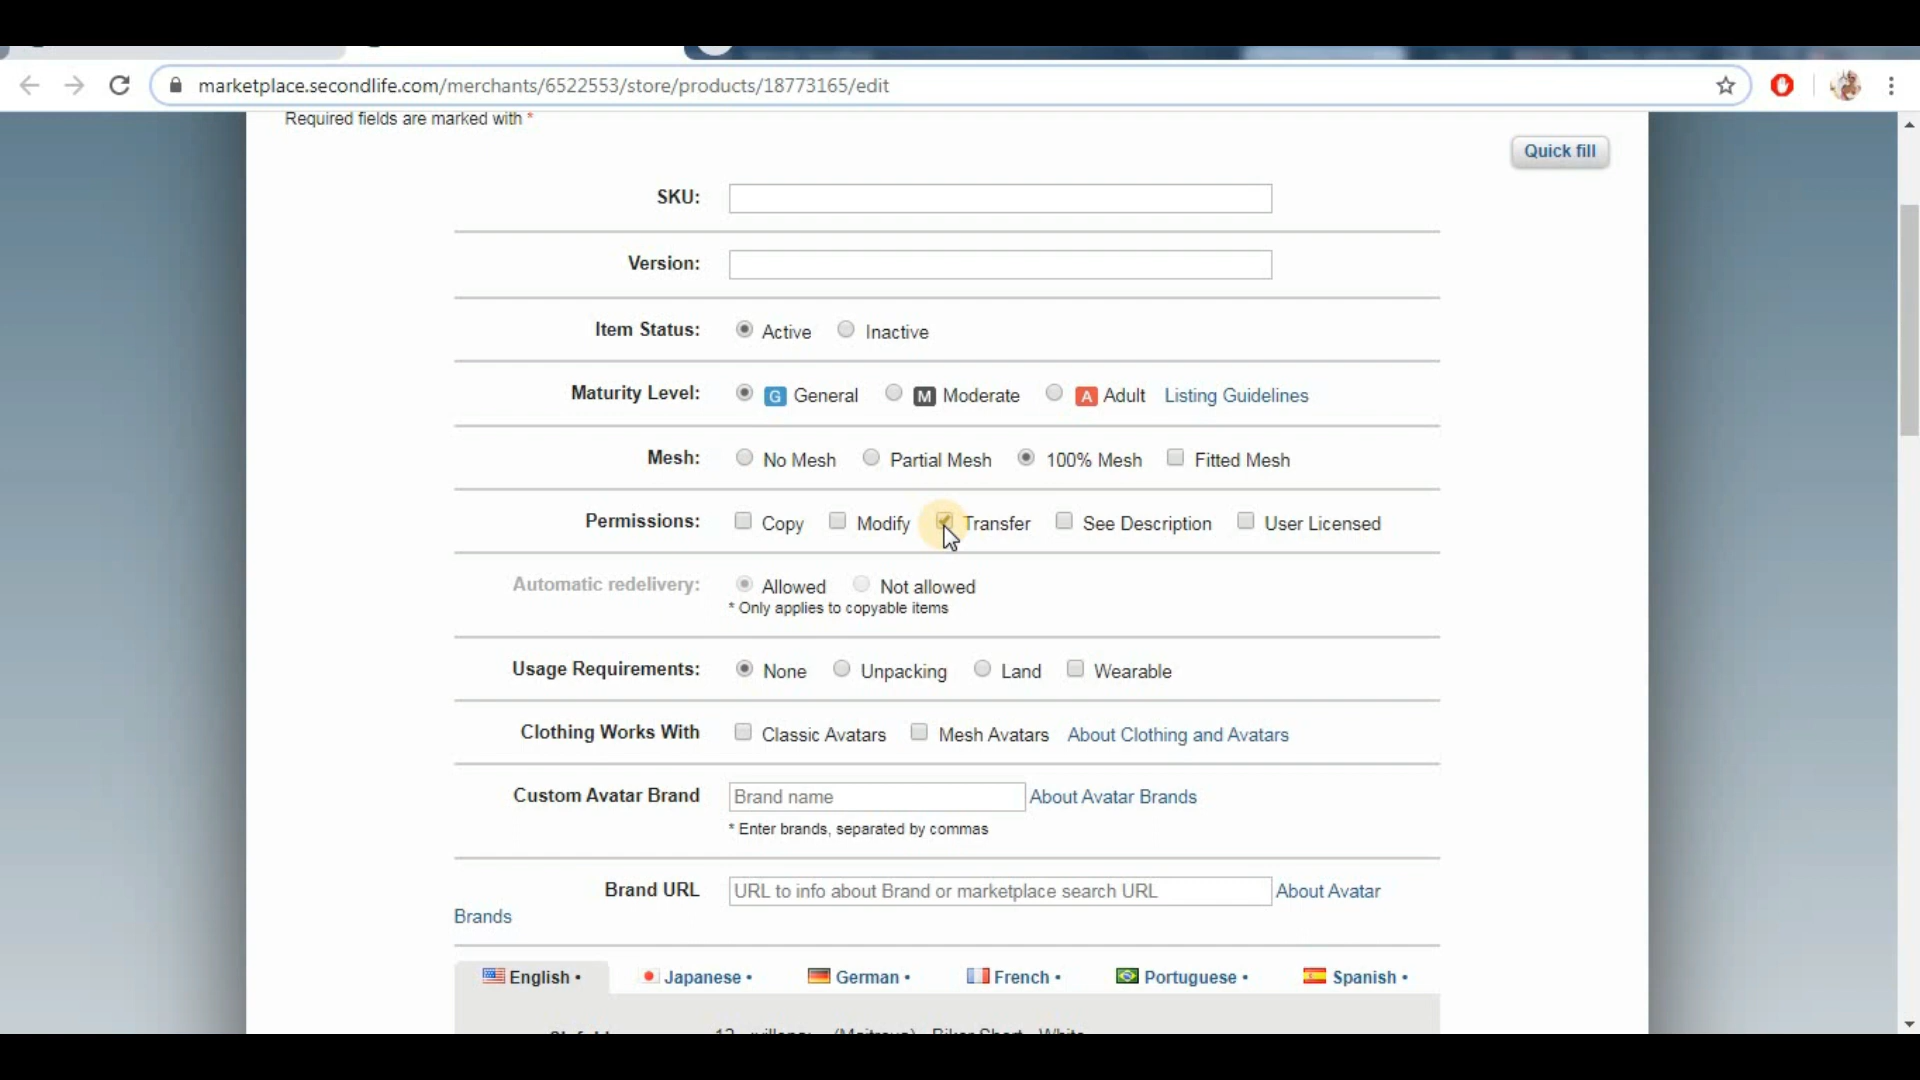 marketplace.secondlife.com/merchants/6522553/store/products/18773165/edit
Required fields are marked with *
Quick fill
SKU:
Version:
Item Status: Active Inactive
Maturity Level: G General M Moderate A Adult Listing Guidelines
Mesh: No Mesh Partial Mesh 100% Mesh Fitted Mesh
Permissions: Copy Modify Transfer See Description User Licensed
Automatic redelivery: Allowed Not allowed
* Only applies to copyable items
Usage Requirements: None Unpacking Land Wearable
Clothing Works With Classic Avatars Mesh Avatars About Clothing and Avatars
Custom Avatar Brand Brand name About Avatar Brands
* Enter brands, separated by commas
Brand URL URL to info about Brand or marketplace search URL About Avatar
Brands
English • Japanese • German • French • Portuguese • Spanish •